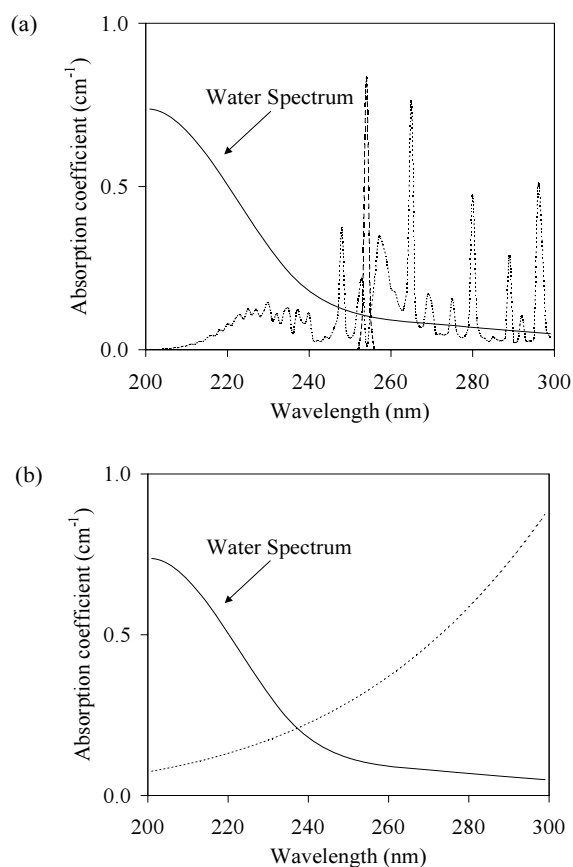 (a)
1.0
Water Spectrum
0.5
0.0
Absorption coefficient (cm-1)
200 220 240 260 280 300
Wavelength (nm)
(b)
1.0
Water Spectrum
0.5
0.0
Absorption coefficient (cm-1)
200 220 240 260 280 300
Wavelength (nm)